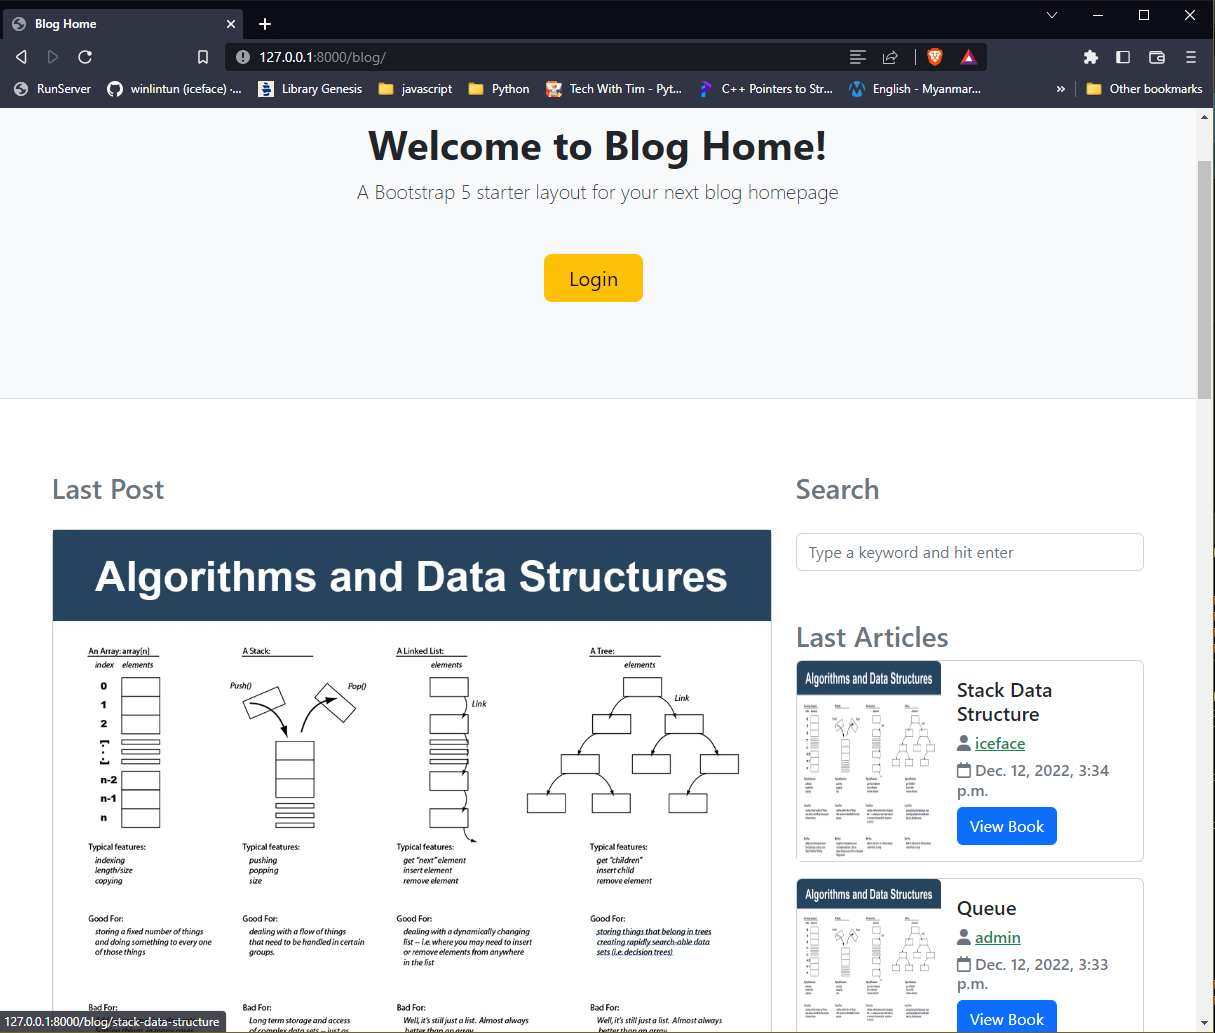 Blog Home
127.0.0.1:8000/blog/
RunServer
winlintun (iceface) ·...
Library Genesis
javascript
Python
Tech With Tim - Pyt...
C++ Pointers to Str...
English - Myanmar...
»
Other bookmarks
Welcome to Blog Home!
A Bootstrap 5 starter layout for your next blog homepage
Login
Last Post
Algorithms and Data Structures
An Array: array[n]
index elements
0
1
2
n-2
n-1
n
Typical features:
indexing
length/size
copying
Good For:
storing a fixed number of things
and doing something to every one
of those things
Bad For:
A Stack:
Push()
Pop()
Typical features:
pushing
popping
size
Good For:
dealing with a flow of things
that need to be handled in certain
groups.
Bad For:
Long term storage and access
of complex data sets -- just as
A Linked List:
elements
Link
Typical features:
get "next" element
insert element
remove element
Good For:
dealing with a dynamically changing
list -- i.e. where you may need to insert
or remove elements from anywhere
in the list
Bad For:
Well, it's still just a list. Almost always
better than an array.
A Tree:
elements
Link
Typical features:
get "children"
insert child
remove element
Good For:
storing things that belong in trees
creating rapidly search-able data
sets (i.e. decision trees)
Bad For:
Well, it's still just a list. Almost always
better than an array.
Search
Type a keyword and hit enter
Last Articles
Algorithms and Data Structures
Stack Data
Structure
iceface
Dec. 12, 2022, 3:34
p.m.
View Book
Algorithms and Data Structures
Queue
admin
Dec. 12, 2022, 3:33
p.m.
View Book
127.0.0.1:8000/blog/stack-data-structure